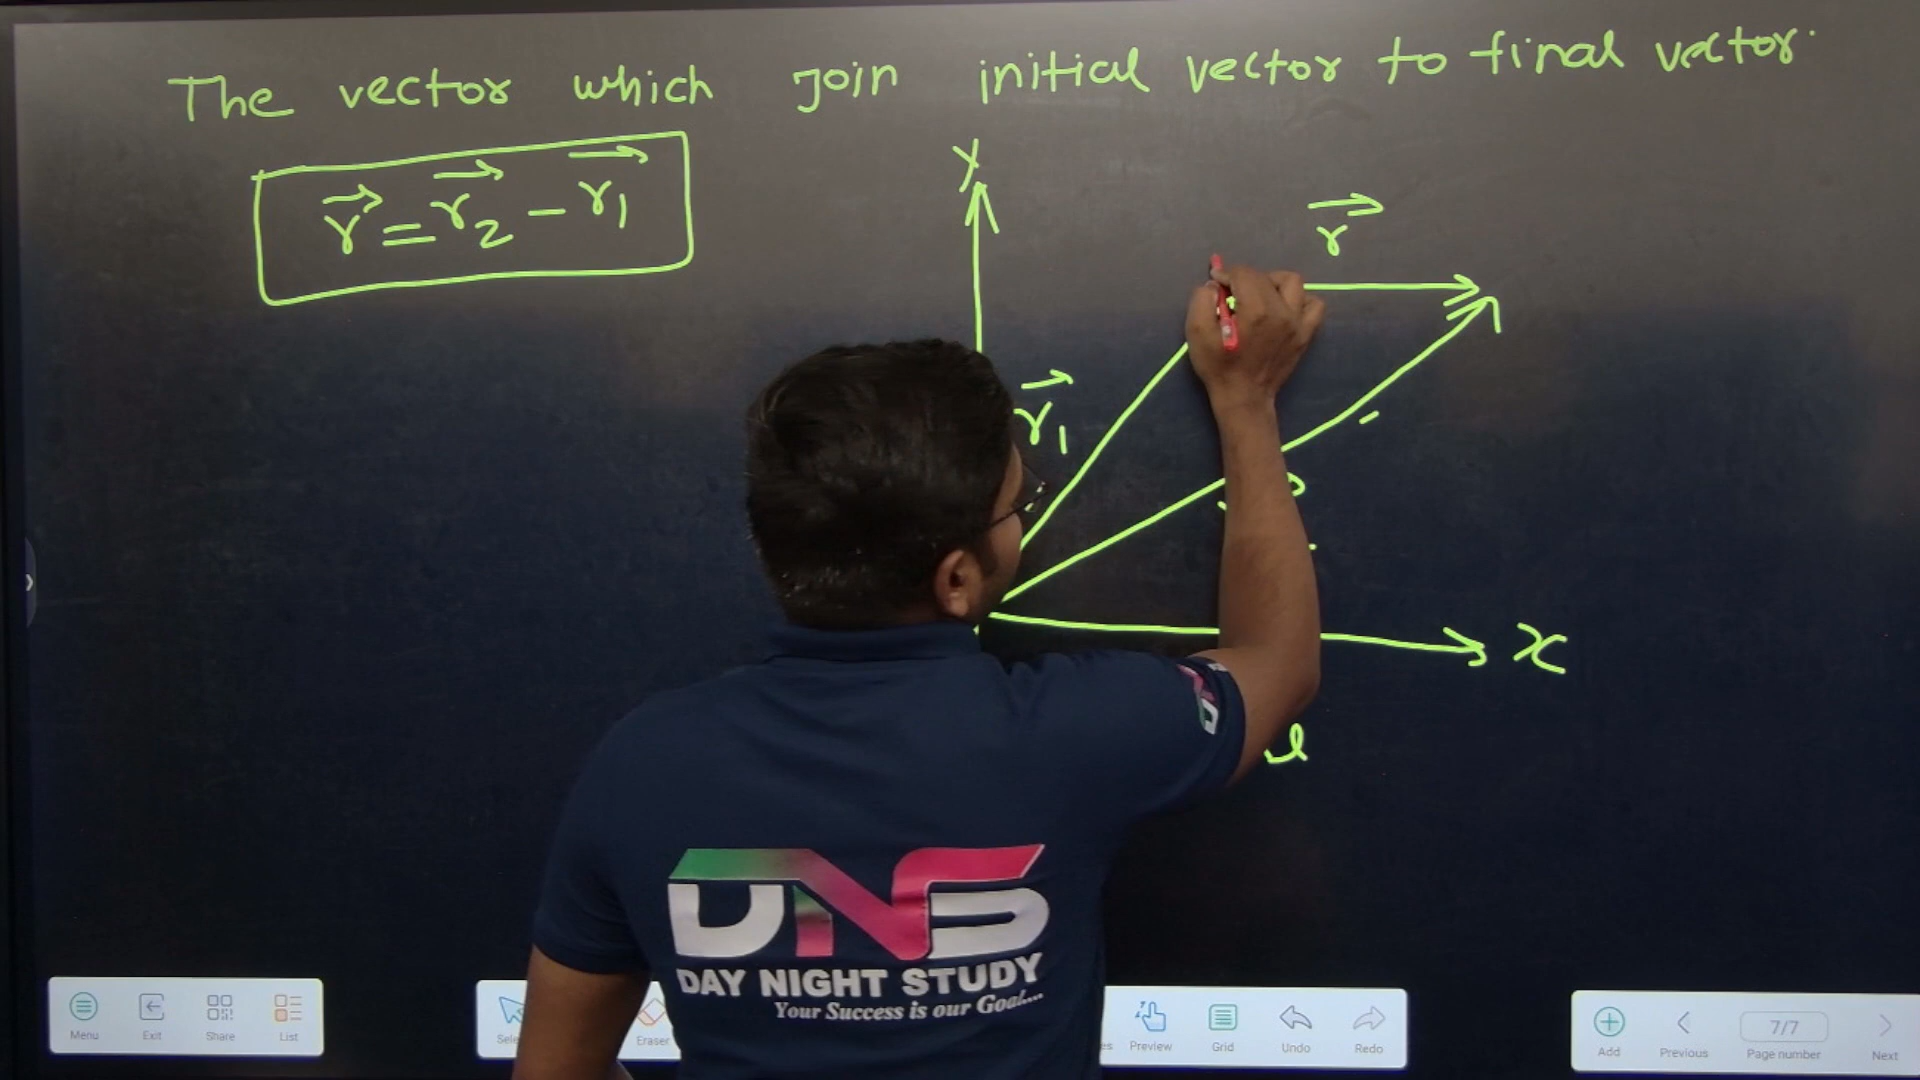 The vector which Join initial vector to final vector.
r⃗ = r⃗2 − r⃗1
Y
r⃗
r⃗1
x
DNS
DAY NIGHT STUDY
Your Success is our Goal....
Menu
Exit
Share
List
Eraser
Preview
Grid
Undo
Redo
Add
Previous
7/7
Page number
Next